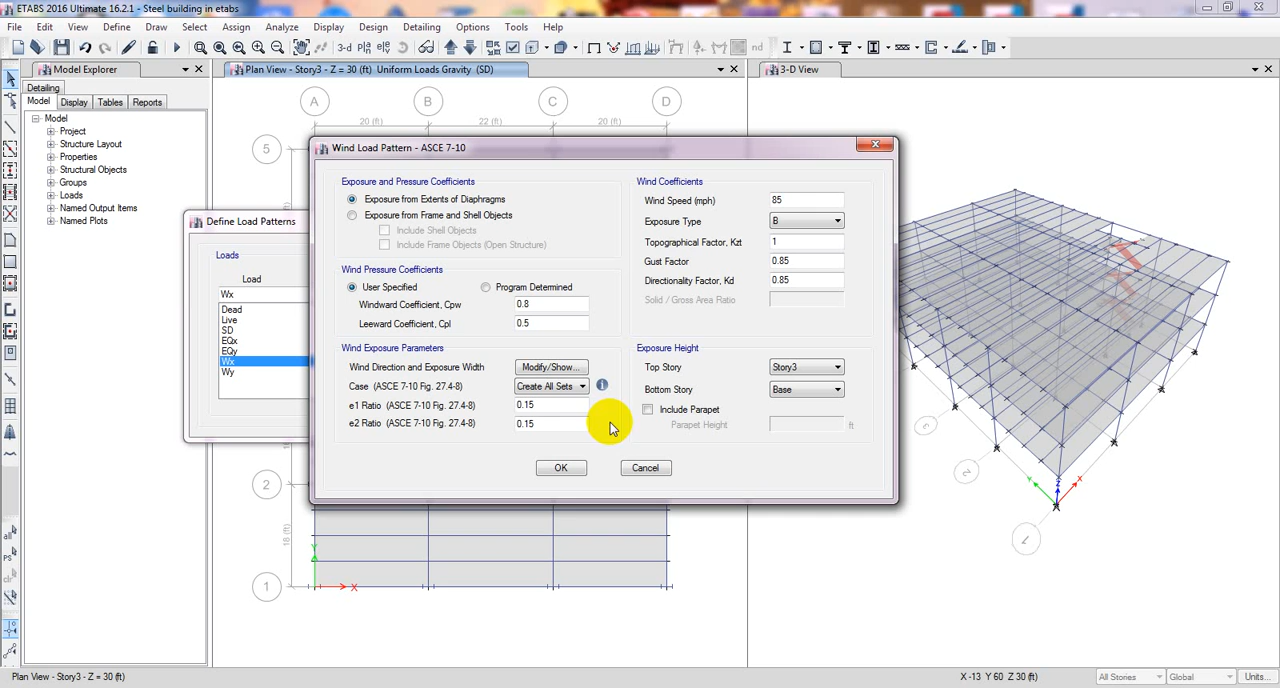 ETABS 2016 Ultimate 16.2.1 - Steel building in etabs
File Edit View Define Draw Select Assign Analyze Display Design Detailing Options Tools Help
3-d nd
Model Explorer
Plan View - Story3 - Z = 30 (ft) Uniform Loads Gravity (SD)
3-D View
Detailing
Model Display Tables Reports
Model
Project
Structure Layout
Properties
Structural Objects
Groups
Loads
Named Output Items
Named Plots
A B C D
20 (ft) 22 (ft) 20 (ft)
5
2
18 (ft)
1
Y
X
Define Load Patterns
Loads
Load
Wx
Dead
Live
SD
EQx
EQy
Wx
Wy
Wind Load Pattern - ASCE 7-10
Exposure and Pressure Coefficients
Exposure from Extents of Diaphragms
Exposure from Frame and Shell Objects
Include Shell Objects
Include Frame Objects (Open Structure)
Wind Pressure Coefficients
User Specified Program Determined
Windward Coefficient, Cpw 0.8
Leeward Coefficient, Cpl 0.5
Wind Exposure Parameters
Wind Direction and Exposure Width Modify/Show...
Case (ASCE 7-10 Fig. 27.4-8) Create All Sets
e1 Ratio (ASCE 7-10 Fig. 27.4-8) 0.15
e2 Ratio (ASCE 7-10 Fig. 27.4-8) 0.15
Wind Coefficients
Wind Speed (mph) 85
Exposure Type B
Topographical Factor, Kzt 1
Gust Factor 0.85
Directionality Factor, Kd 0.85
Solid / Gross Area Ratio
Exposure Height
Top Story Story3
Bottom Story Base
Include Parapet
Parapet Height ft
OK Cancel
Y Z X
Plan View - Story3 - Z = 30 (ft)
X -13 Y 60 Z 30 (ft)
All Stories Global Units...